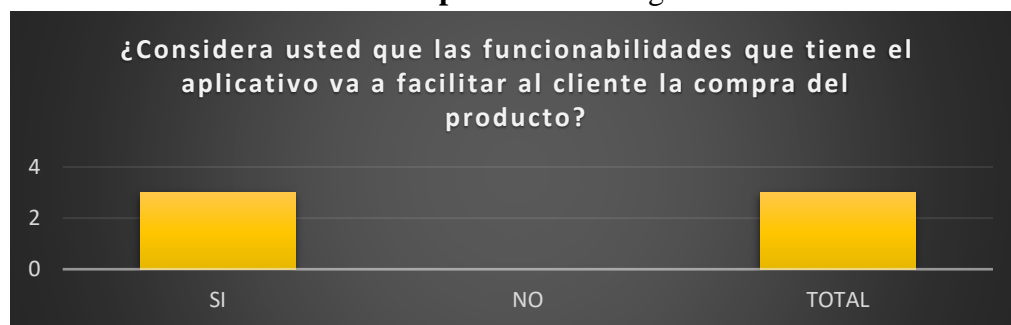 ¿Considera usted que las funcionabilidades que tiene el
aplicativo va a facilitar al cliente la compra del
producto?
4
2
0
SI
NO
TOTAL